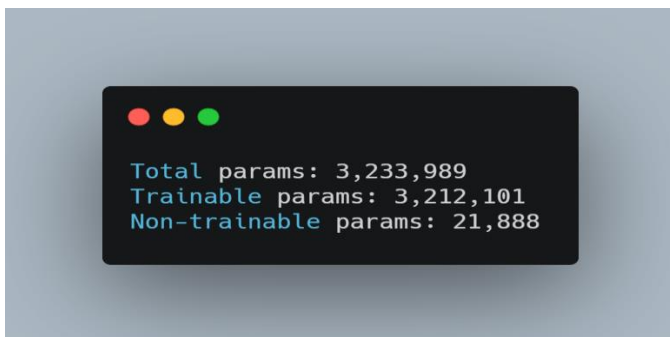 Total params: 3,233,989
Trainable params: 3,212,101
Non-trainable params: 21,888